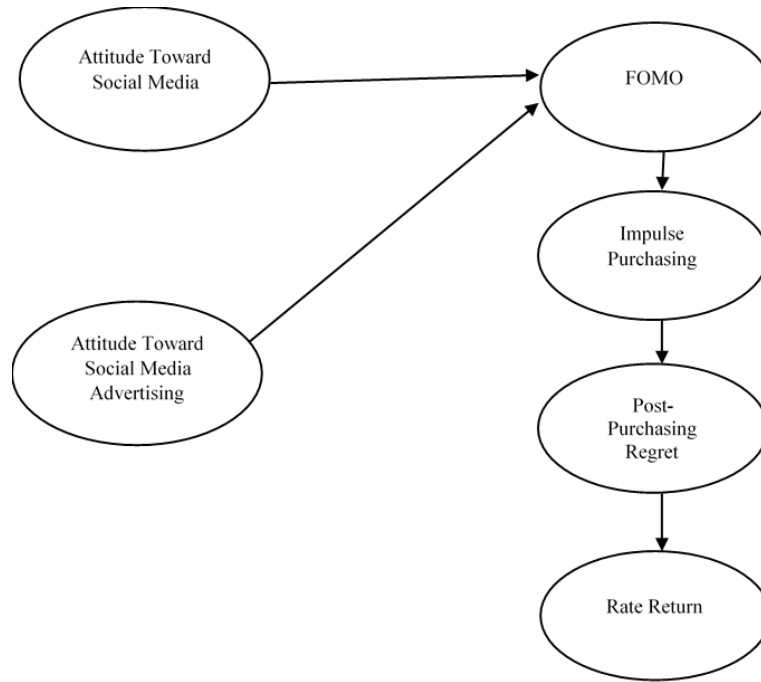 Attitude Toward
Social Media
FOMO
Impulse
Purchasing
Attitude Toward
Social Media
Advertising
Post-
Purchasing
Regret
Rate Return